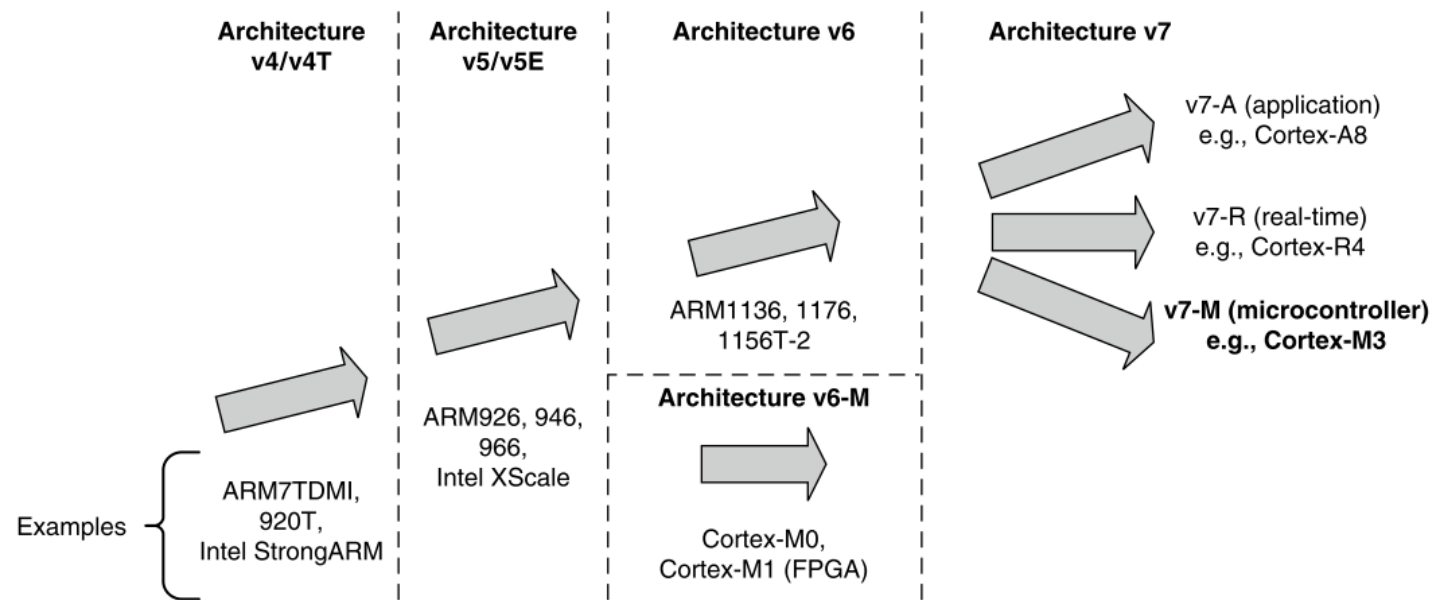 Architecture
v4/v4T
Architecture
v5/v5E
Architecture v6
Architecture v7
v7-A (application)
e.g., Cortex-A8
v7-R (real-time)
e.g., Cortex-R4
v7-M (microcontroller)
e.g., Cortex-M3
ARM1136, 1176,
1156T-2
Architecture v6-M
ARM926, 946,
966,
Intel XScale
Examples
ARM7TDMI,
920T,
Intel StrongARM
Cortex-M0,
Cortex-M1 (FPGA)